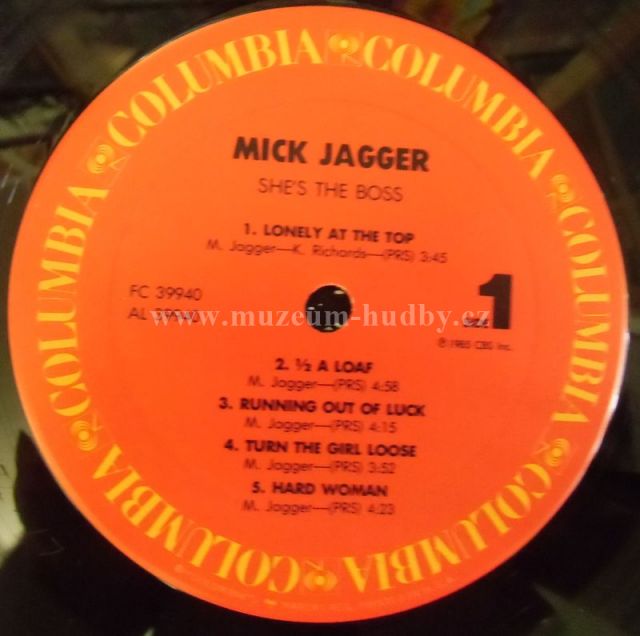 COLUMBIA COLUMBIA COLUMBIA COLUMBIA COLUMBIA COLUMBIA
MICK JAGGER
SHE'S THE BOSS
1. LONELY AT THE TOP
M. Jagger—K. Richards—(PRS) 3:45
FC 39940
AL 39940
SIDE 1
www.muzeum-hudby.cz
℗ 1985 CBS Inc.
2. ½ A LOAF
M. Jagger—(PRS) 4:58
3. RUNNING OUT OF LUCK
M. Jagger—(PRS) 4:15
4. TURN THE GIRL LOOSE
M. Jagger—(PRS) 3:52
5. HARD WOMAN
M. Jagger—(PRS) 4:23